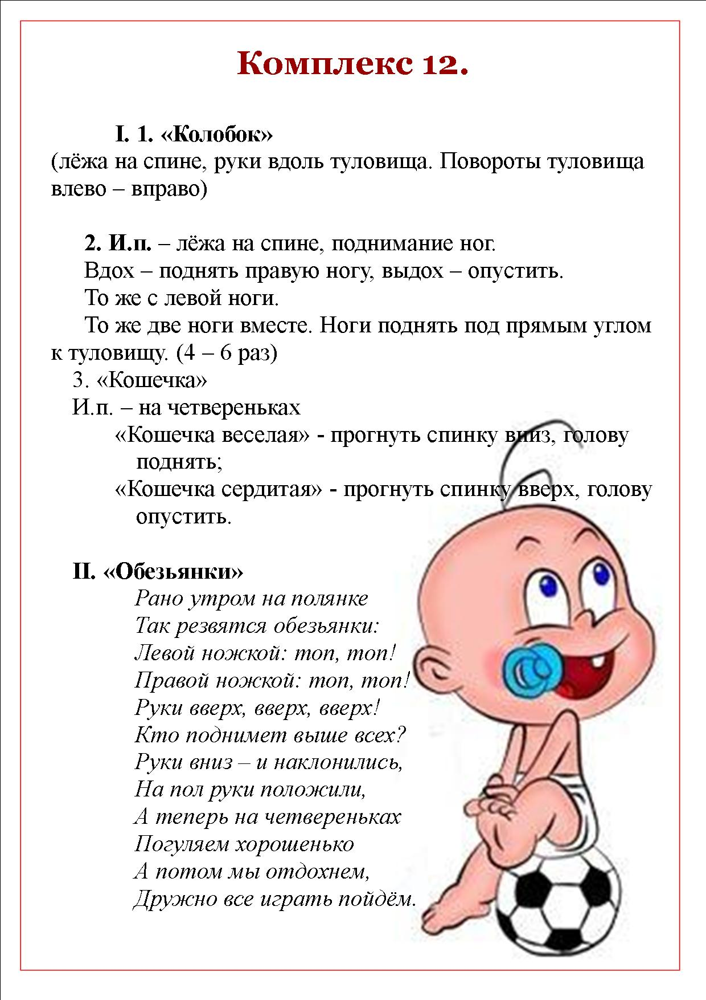 Комплекс 12.
I. 1. «Колобок»
(лёжа на спине, руки вдоль туловища. Повороты туловища
влево – вправо)
2. И.п. – лёжа на спине, поднимание ног.
Вдох – поднять правую ногу, выдох – опустить.
То же с левой ноги.
То же две ноги вместе. Ноги поднять под прямым углом
к туловищу. (4 – 6 раз)
3. «Кошечка»
И.п. – на четвереньках
«Кошечка веселая» - прогнуть спинку вниз, голову
поднять;
«Кошечка сердитая» - прогнуть спинку вверх, голову
опустить.
II. «Обезьянки»
Рано утром на полянке
Так резвятся обезьянки:
Левой ножкой: топ, топ!
Правой ножкой: топ, топ!
Руки вверх, вверх, вверх!
Кто поднимет выше всех?
Руки вниз – и наклонились,
На пол руки положили,
А теперь на четвереньках
Погуляем хорошенько
А потом мы отдохнем,
Дружно все играть пойдём.